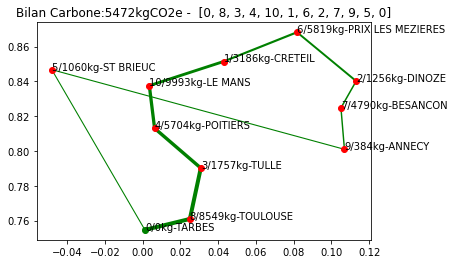 Bilan Carbone:5472kgCO2e - [0, 8, 3, 4, 10, 1, 6, 2, 7, 9, 5, 0]
6/5819kg-PRIX LES MEZIERES
0.86
1/3186kg-CRETEIL
5/1060kg-ST BRIEUC
2/1256kg-DINOZE
0.84
10/9993kg-LE MANS
7/4790kg-BESANCON
0.82
4/5704kg-POITIERS
9/384kg-ANNECY
0.80
3/1757kg-TULLE
0.78
0.76
8/8549kg-TOULOUSE
0/0kg-TARBES
−0.04 −0.02 0.00 0.02 0.04 0.06 0.08 0.10 0.12